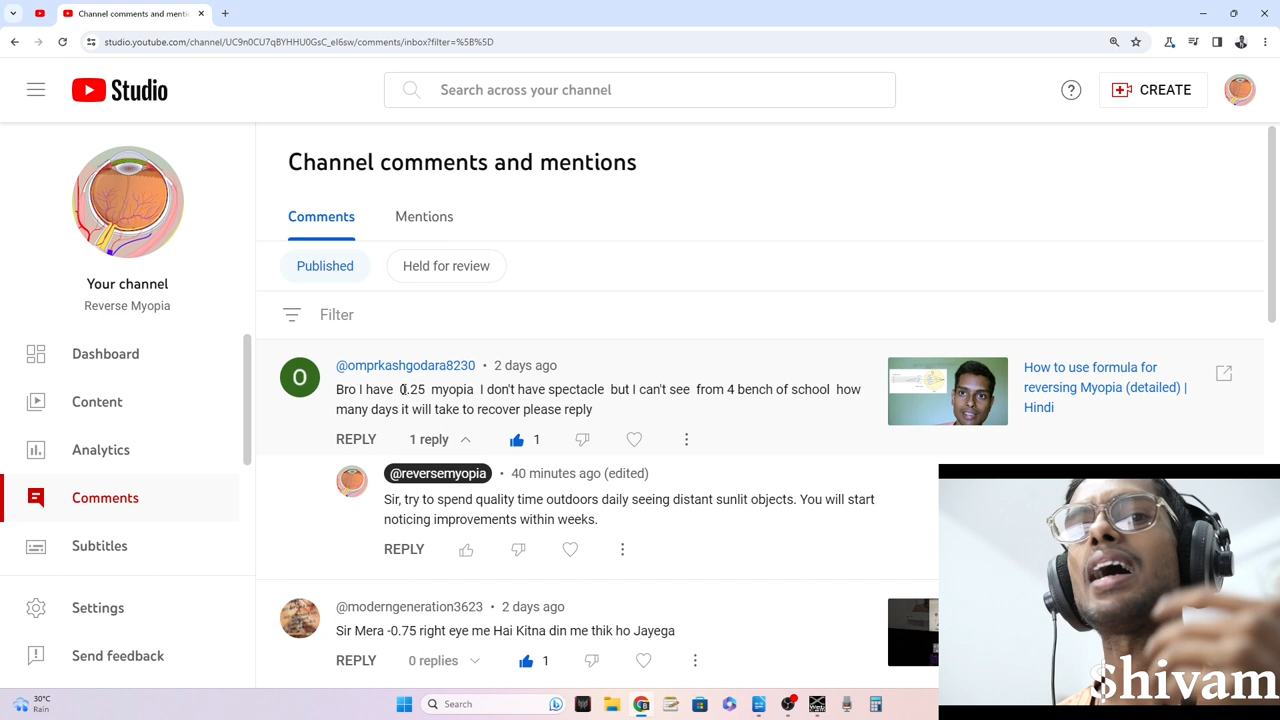 Channel comments and menti
studio.youtube.com/channel/UC9n0CU7qBYHHU0GsC_eI6sw/comments/inbox?filter=%5B%5D
Studio
Search across your channel
CREATE
Your channel
Reverse Myopia
Dashboard
Content
Analytics
Comments
Subtitles
Settings
Send feedback
Channel comments and mentions
Comments
Mentions
Published
Held for review
Filter
O
@omprkashgodara8230 • 2 days ago
Bro I have 0.25 myopia I don't have spectacle but I can't see from 4 bench of school how
many days it will take to recover please reply
REPLY
1 reply
1
How to use formula for
reversing Myopia (detailed) |
Hindi
@reversemyopia • 40 minutes ago (edited)
Sir, try to spend quality time outdoors daily seeing distant sunlit objects. You will start
noticing improvements within weeks.
REPLY
@moderngeneration3623 • 2 days ago
Sir Mera -0.75 right eye me Hai Kitna din me thik ho Jayega
REPLY
0 replies
1
$hivam
30°C
Rain
Search